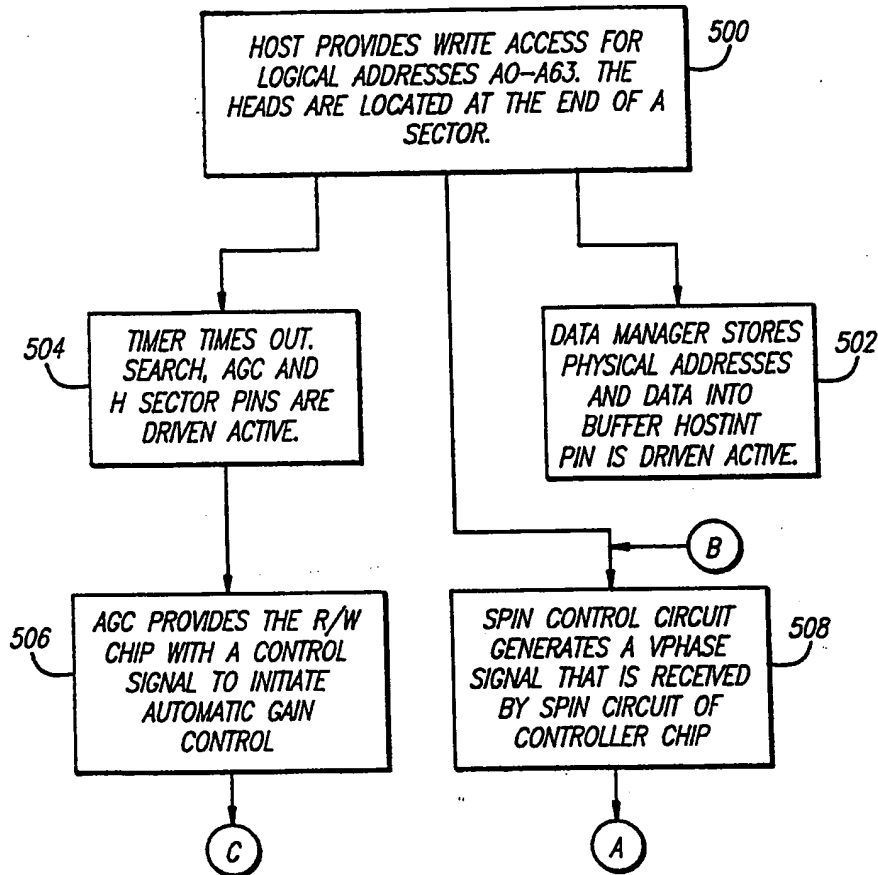 HOST PROVIDES WRITE ACCESS FOR
LOGICAL ADDRESSES AO-A63. THE
HEADS ARE LOCATED AT THE END OF A
SECTOR.
500
504
TIMER TIMES OUT.
SEARCH, AGC AND
H SECTOR PINS ARE
DRIVEN ACTIVE.
DATA MANAGER STORES
PHYSICAL ADDRESSES
AND DATA INTO
BUFFER HOSTINT
PIN IS DRIVEN ACTIVE.
502
B
506
AGC PROVIDES THE R/W
CHIP WITH A CONTROL
SIGNAL TO INITIATE
AUTOMATIC GAIN
CONTROL
SPIN CONTROL CIRCUIT
GENERATES A VPHASE
SIGNAL THAT IS RECEIVED
BY SPIN CIRCUIT OF
CONTROLLER CHIP
508
C
A